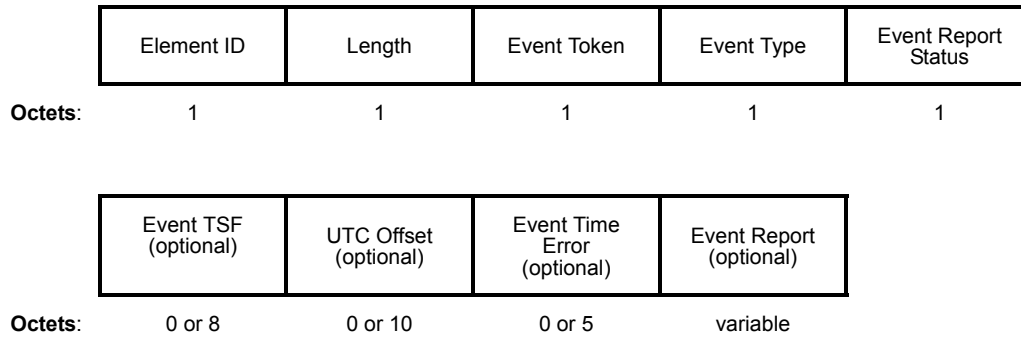 Element ID Length Event Token Event Type Event Report Status
Octets: 1 1 1 1 1
Event TSF (optional) UTC Offset (optional) Event Time Error (optional) Event Report (optional)
Octets: 0 or 8 0 or 10 0 or 5 variable